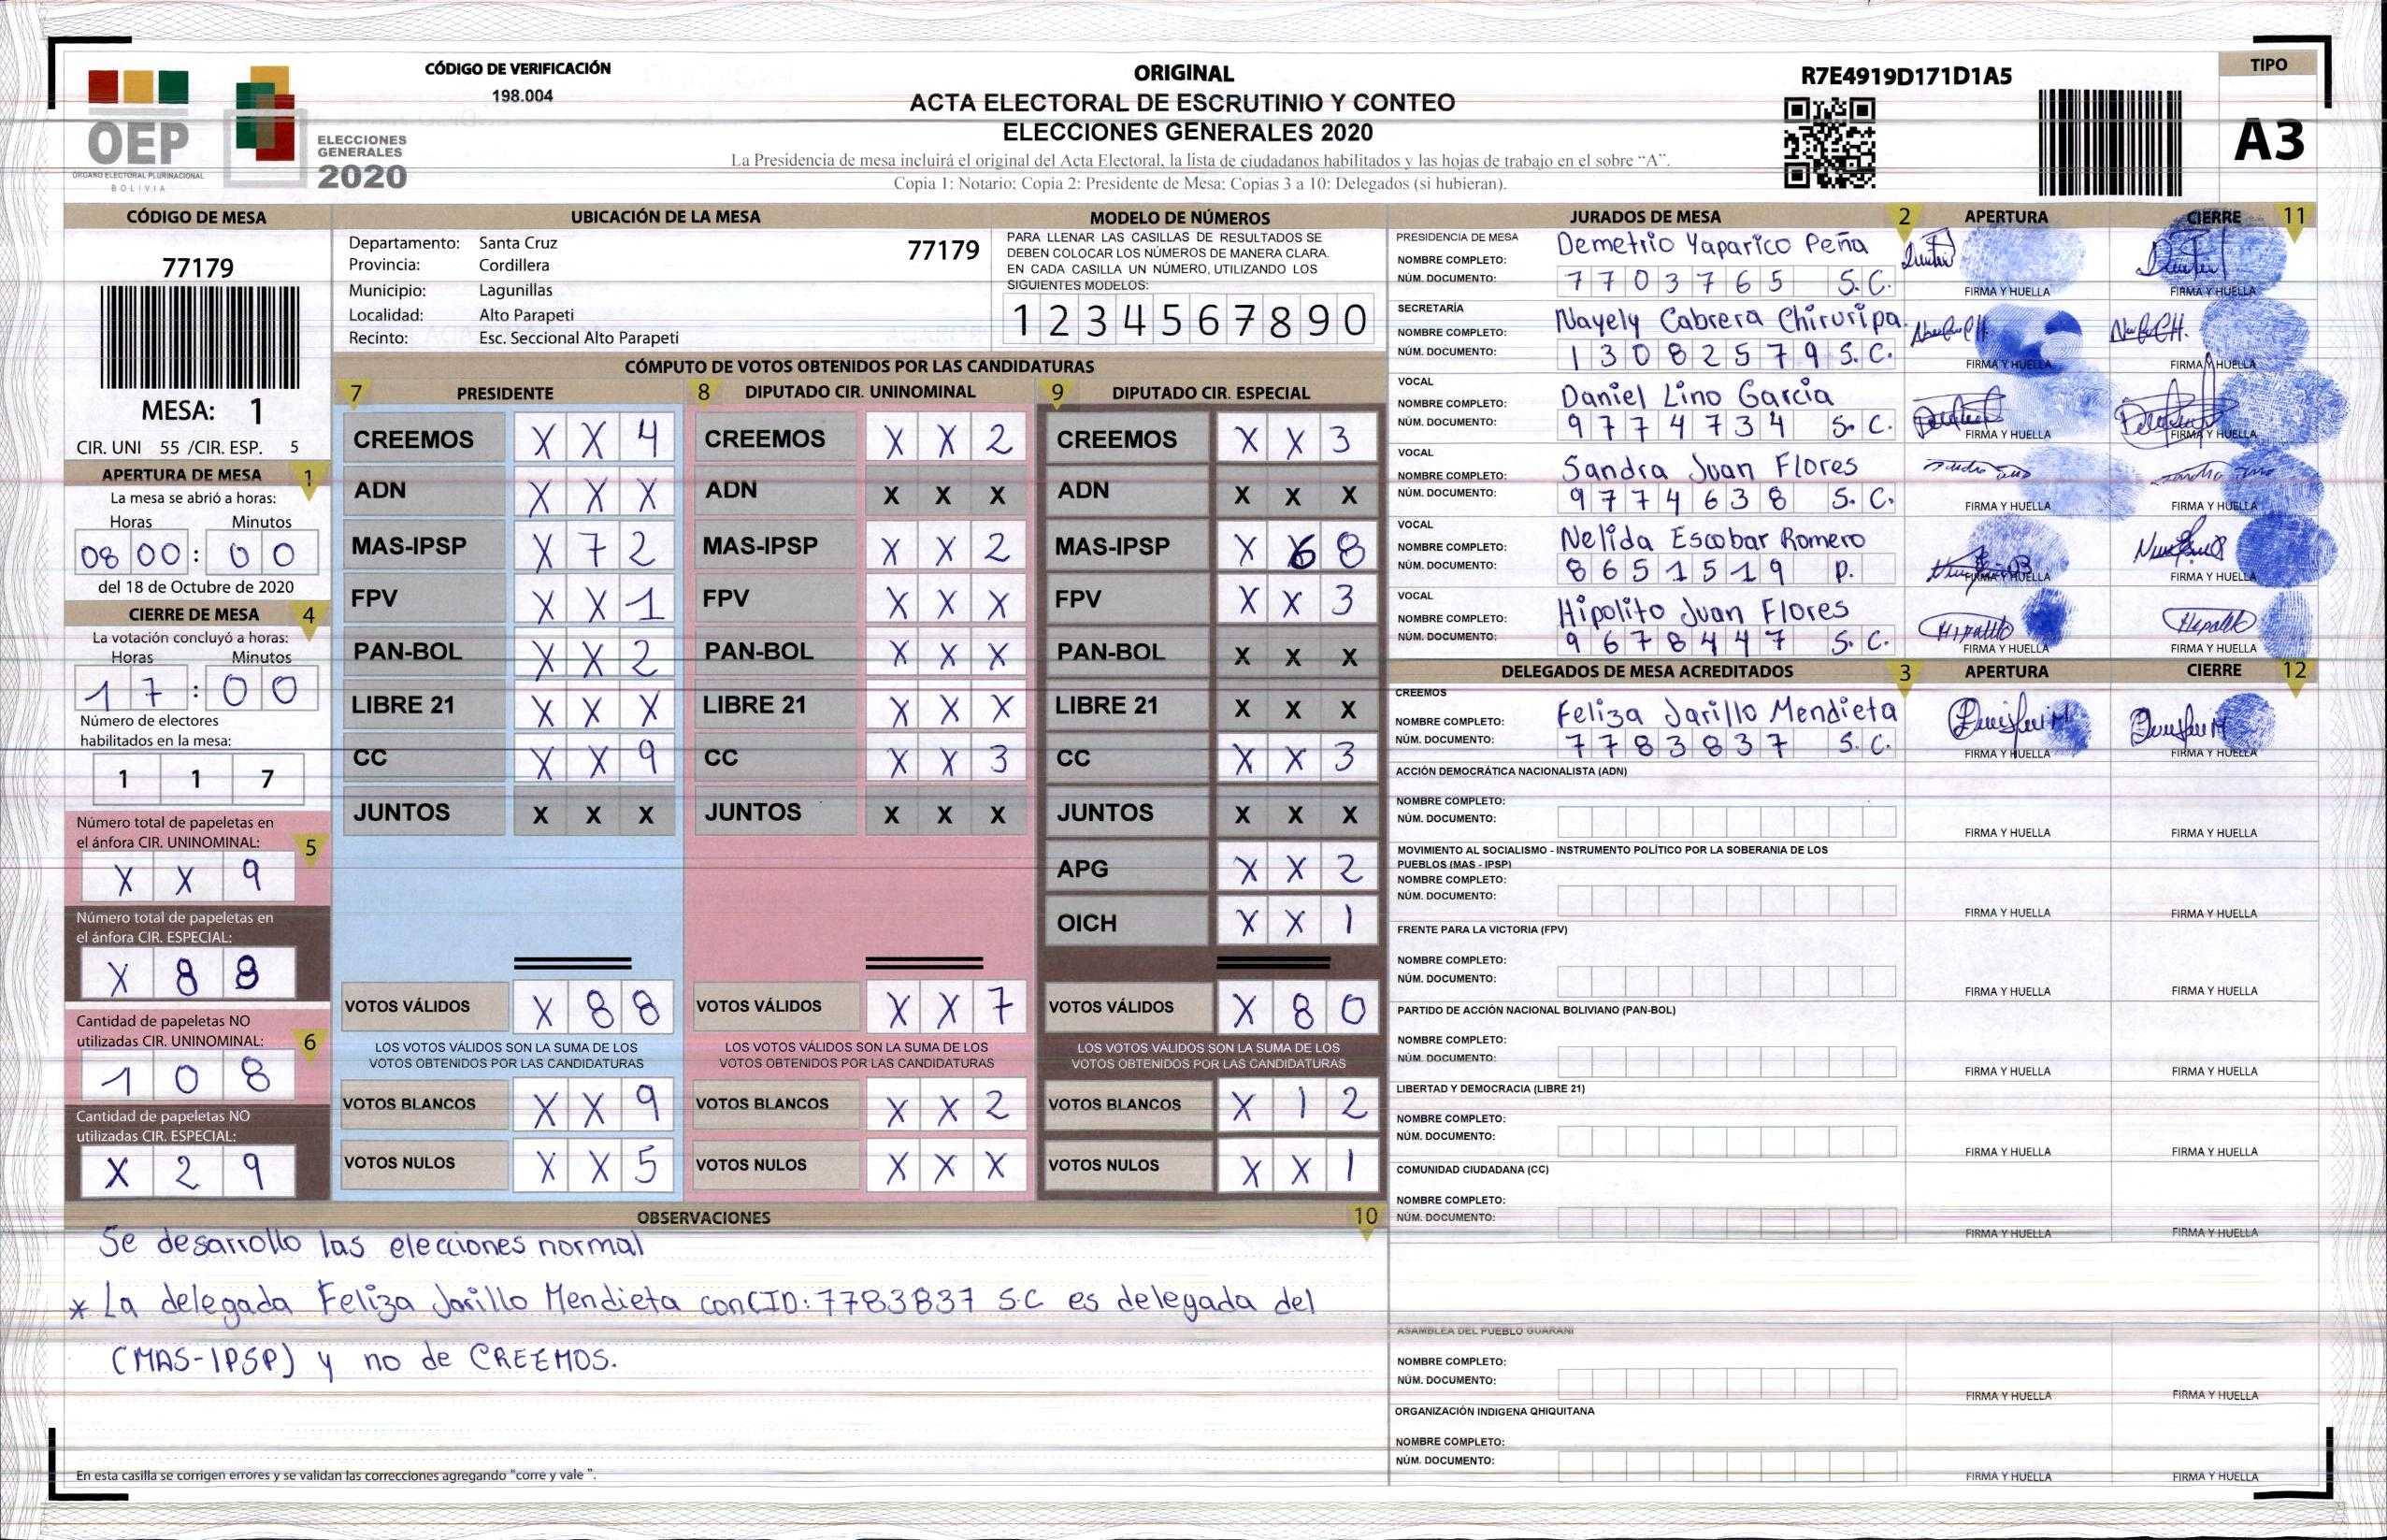 CÓDIGO DE VERIFICACIÓN
198.004
OEP
ÓRGANO ELECTORAL PLURINACIONAL
BOLIVIA
ELECCIONES
GENERALES
2020
ORIGINAL
ACTA ELECTORAL DE ESCRUTINIO Y CONTEO
ELECCIONES GENERALES 2020
La Presidencia de mesa incluirá el original del Acta Electoral, la lista de ciudadanos habilitados y las hojas de trabajo en el sobre “A”.
Copia 1: Notario; Copia 2: Presidente de Mesa; Copias 3 a 10: Delegados (si hubieran).
R7E4919D171D1A5
TIPO
A3
CÓDIGO DE MESA
77179
MESA: 1
CIR. UNI 55 /CIR. ESP. 5
APERTURA DE MESA 1
La mesa se abrió a horas:
Horas Minutos
08 00 : 0 0
del 18 de Octubre de 2020
CIERRE DE MESA 4
La votación concluyó a horas:
Horas Minutos
1 7 : 0 0
Número de electores
habilitados en la mesa:
1 1 7
Número total de papeletas en
el ánfora CIR. UNINOMINAL: 5
X X 9
Número total de papeletas en
el ánfora CIR. ESPECIAL:
X 8 8
Cantidad de papeletas NO
utilizadas CIR. UNINOMINAL: 6
1 0 8
Cantidad de papeletas NO
utilizadas CIR. ESPECIAL:
X 2 9
UBICACIÓN DE LA MESA
Departamento: Santa Cruz 77179
Provincia: Cordillera
Municipio: Lagunillas
Localidad: Alto Parapeti
Recinto: Esc. Seccional Alto Parapeti
MODELO DE NÚMEROS
PARA LLENAR LAS CASILLAS DE RESULTADOS SE
DEBEN COLOCAR LOS NÚMEROS DE MANERA CLARA.
EN CADA CASILLA UN NÚMERO, UTILIZANDO LOS
SIGUIENTES MODELOS:
1 2 3 4 5 6 7 8 9 0
CÓMPUTO DE VOTOS OBTENIDOS POR LAS CANDIDATURAS
7 PRESIDENTE
CREEMOS X X 4
ADN X X X
MAS-IPSP X 7 2
FPV X X 1
PAN-BOL X X 2
LIBRE 21 X X X
CC X X 9
JUNTOS X X X
VOTOS VÁLIDOS X 8 8
LOS VOTOS VÁLIDOS SON LA SUMA DE LOS
VOTOS OBTENIDOS POR LAS CANDIDATURAS
VOTOS BLANCOS X X 9
VOTOS NULOS X X 5
8 DIPUTADO CIR. UNINOMINAL
CREEMOS X X 2
ADN X X X
MAS-IPSP X X 2
FPV X X X
PAN-BOL X X X
LIBRE 21 X X X
CC X X 3
JUNTOS X X X
VOTOS VÁLIDOS X X 7
LOS VOTOS VÁLIDOS SON LA SUMA DE LOS
VOTOS OBTENIDOS POR LAS CANDIDATURAS
VOTOS BLANCOS X X 2
VOTOS NULOS X X X
9 DIPUTADO CIR. ESPECIAL
CREEMOS X X 3
ADN X X X
MAS-IPSP X 6 8
FPV X X 3
PAN-BOL X X X
LIBRE 21 X X X
CC X X 3
JUNTOS X X X
APG X X 2
OICH X X 1
VOTOS VÁLIDOS X 8 0
LOS VOTOS VÁLIDOS SON LA SUMA DE LOS
VOTOS OBTENIDOS POR LAS CANDIDATURAS
VOTOS BLANCOS X 1 2
VOTOS NULOS X X 1
OBSERVACIONES 10
Se desarrollo las elecciones normal
* La delegada Feliza Jarillo Mendieta con CID: 7783837 S.C es delegada del
(MAS-IPSP) y no de CREEMOS.
En esta casilla se corrigen errores y se validan las correcciones agregando "corre y vale ".
JURADOS DE MESA 2 APERTURA CIERRE 11
PRESIDENCIA DE MESA
NOMBRE COMPLETO: Demetrio Yaparico Peña
NÚM. DOCUMENTO: 7703765 S.C.
FIRMA Y HUELLA FIRMA Y HUELLA
SECRETARÍA
NOMBRE COMPLETO: Nayely Cabrera Chiruripa
NÚM. DOCUMENTO: 13082579 S.C.
FIRMA Y HUELLA FIRMA Y HUELLA
VOCAL
NOMBRE COMPLETO: Daniel Lino Garcia
NÚM. DOCUMENTO: 9774734 S.C.
FIRMA Y HUELLA FIRMA Y HUELLA
VOCAL
NOMBRE COMPLETO: Sandra Juan Flores
NÚM. DOCUMENTO: 9774638 S.C.
FIRMA Y HUELLA FIRMA Y HUELLA
VOCAL
NOMBRE COMPLETO: Nelida Escobar Romero
NÚM. DOCUMENTO: 8651519 P.
FIRMA Y HUELLA FIRMA Y HUELLA
VOCAL
NOMBRE COMPLETO: Hipolito Juan Flores
NÚM. DOCUMENTO: 9678447 S.C.
Hipolito
FIRMA Y HUELLA FIRMA Y HUELLA
DELEGADOS DE MESA ACREDITADOS 3 APERTURA CIERRE 12
CREEMOS
NOMBRE COMPLETO: Feliza Jarillo Mendieta
NÚM. DOCUMENTO: 7783837 S.C.
FIRMA Y HUELLA FIRMA Y HUELLA
ACCIÓN DEMOCRÁTICA NACIONALISTA (ADN)
NOMBRE COMPLETO:
NÚM. DOCUMENTO:
FIRMA Y HUELLA FIRMA Y HUELLA
MOVIMIENTO AL SOCIALISMO - INSTRUMENTO POLÍTICO POR LA SOBERANIA DE LOS
PUEBLOS (MAS - IPSP)
NOMBRE COMPLETO:
NÚM. DOCUMENTO:
FIRMA Y HUELLA FIRMA Y HUELLA
FRENTE PARA LA VICTORIA (FPV)
NOMBRE COMPLETO:
NÚM. DOCUMENTO:
FIRMA Y HUELLA FIRMA Y HUELLA
PARTIDO DE ACCIÓN NACIONAL BOLIVIANO (PAN-BOL)
NOMBRE COMPLETO:
NÚM. DOCUMENTO:
FIRMA Y HUELLA FIRMA Y HUELLA
LIBERTAD Y DEMOCRACIA (LIBRE 21)
NOMBRE COMPLETO:
NÚM. DOCUMENTO:
FIRMA Y HUELLA FIRMA Y HUELLA
COMUNIDAD CIUDADANA (CC)
NOMBRE COMPLETO:
NÚM. DOCUMENTO:
FIRMA Y HUELLA FIRMA Y HUELLA
ASAMBLEA DEL PUEBLO GUARANI
NOMBRE COMPLETO:
NÚM. DOCUMENTO:
FIRMA Y HUELLA FIRMA Y HUELLA
ORGANIZACIÓN INDIGENA QHIQUITANA
NOMBRE COMPLETO:
NÚM. DOCUMENTO:
FIRMA Y HUELLA FIRMA Y HUELLA